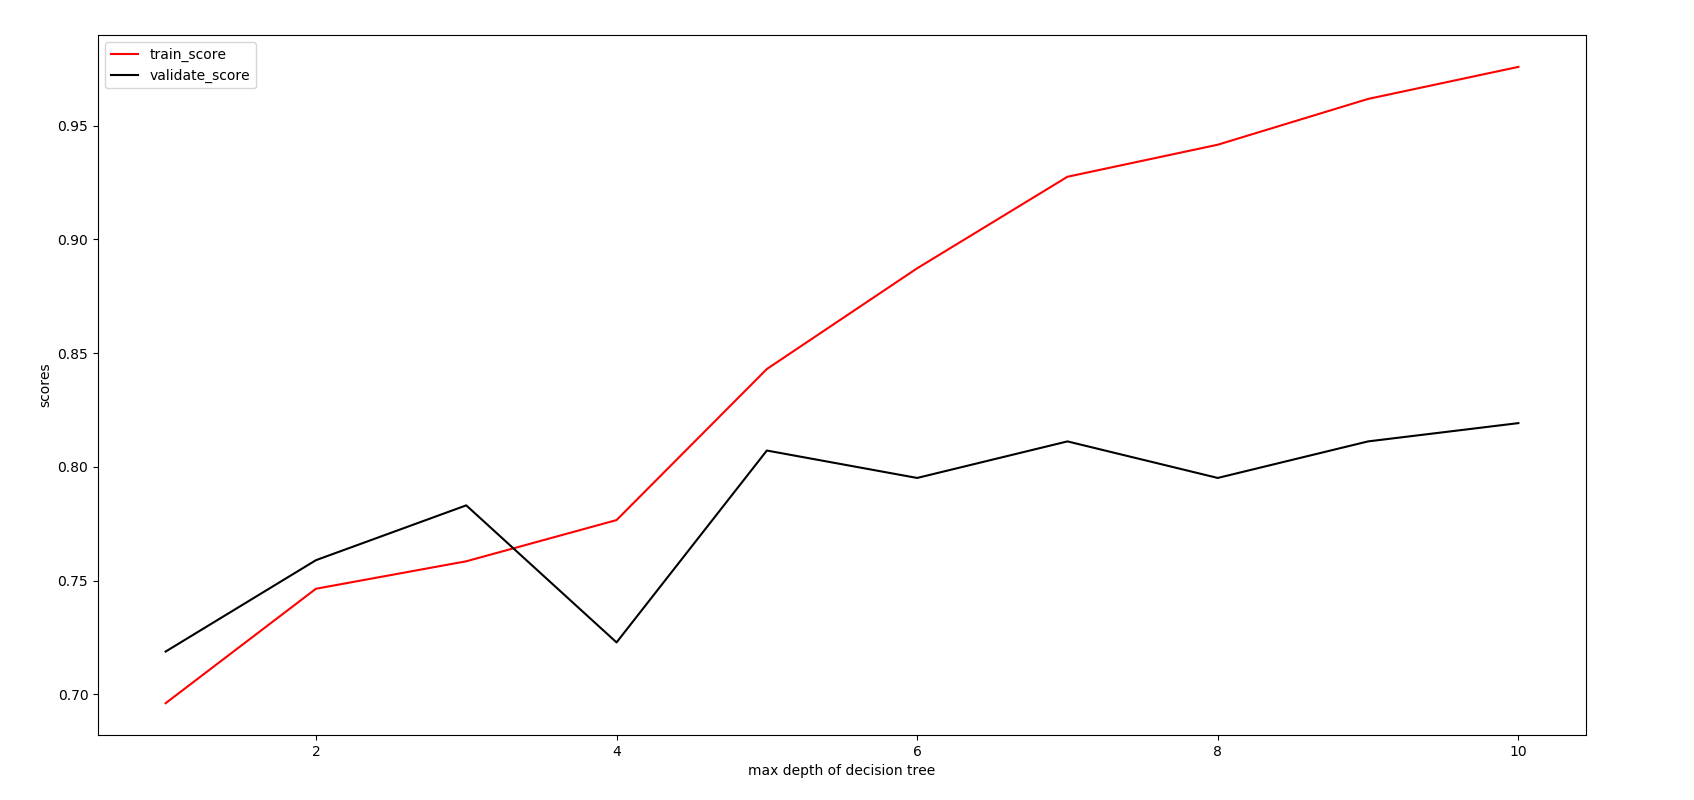 train_score
validate_score
0.95
0.90
0.85
0.80
0.75
0.70
scores
2 4 6 8 10
max depth of decision tree